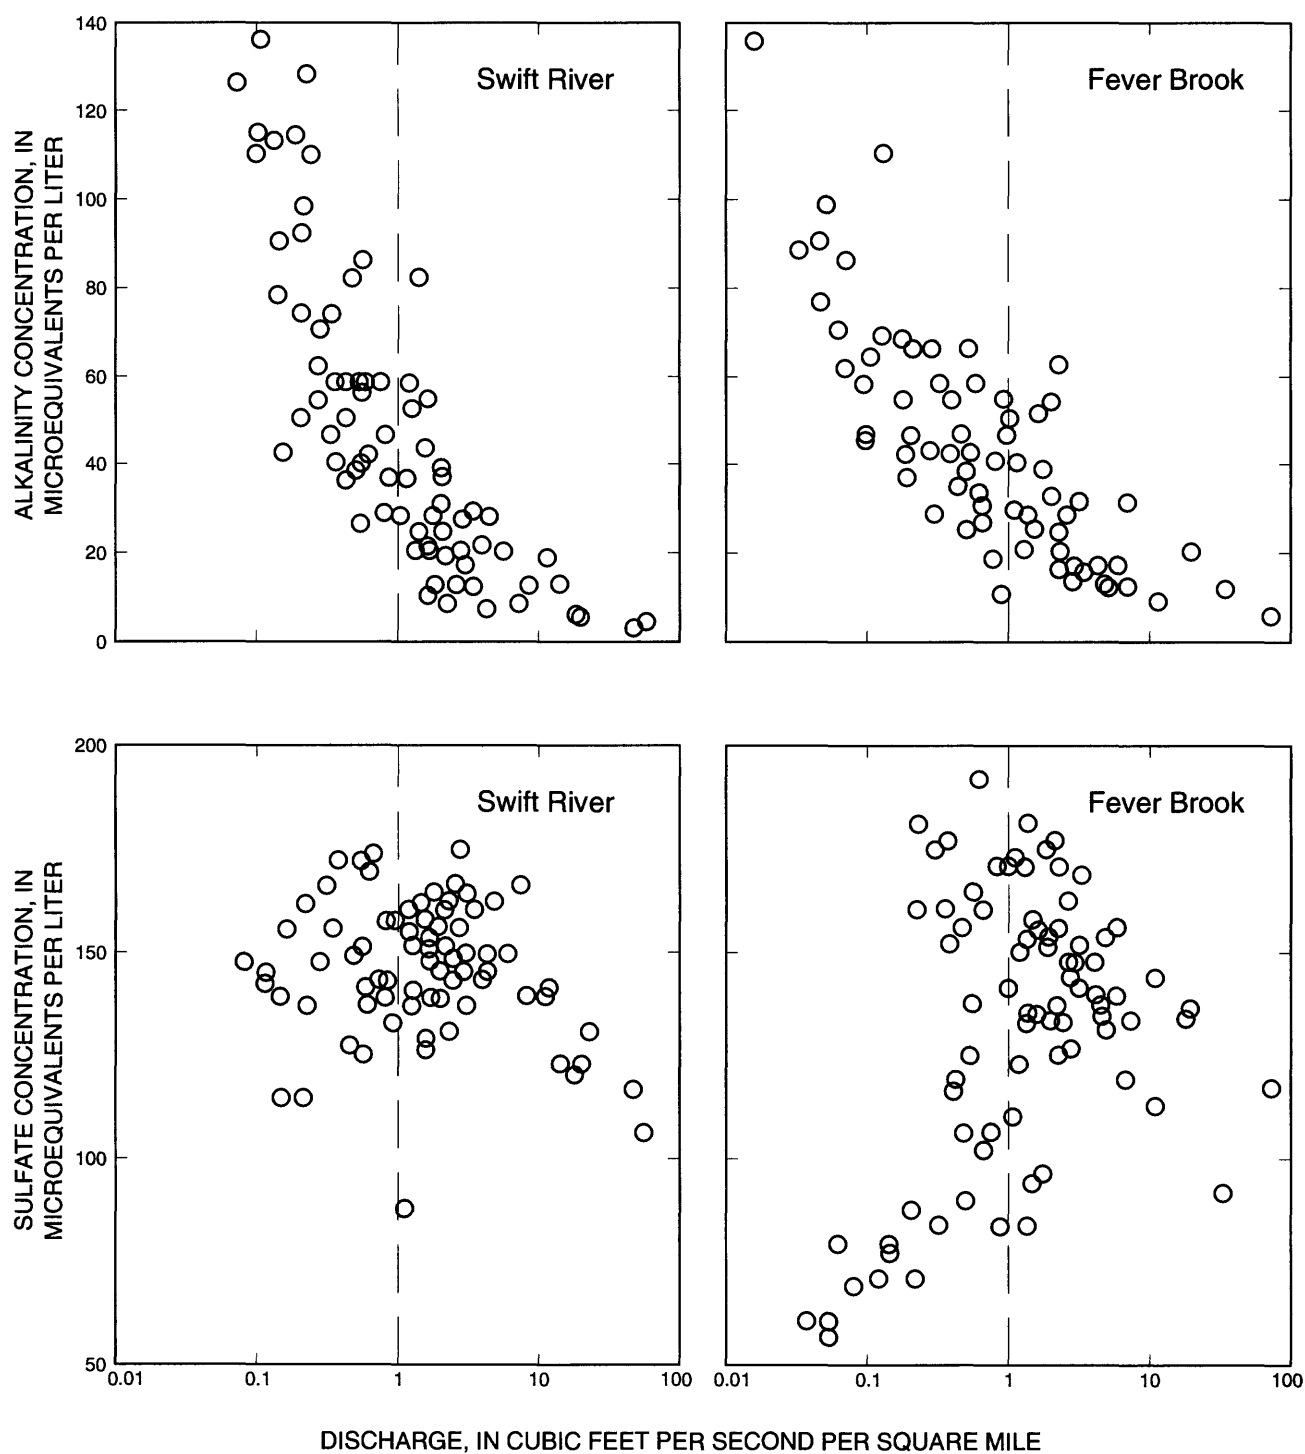 ALKALINITY CONCENTRATION, IN
MICROEQUIVALENTS PER LITER
140
120
100
80
60
40
20
0
Swift River
Fever Brook
SULFATE CONCENTRATION, IN
MICROEQUIVALENTS PER LITER
200
150
100
50
Swift River
Fever Brook
0.01 0.1 1 10 100
0.01 0.1 1 10 100
DISCHARGE, IN CUBIC FEET PER SECOND PER SQUARE MILE